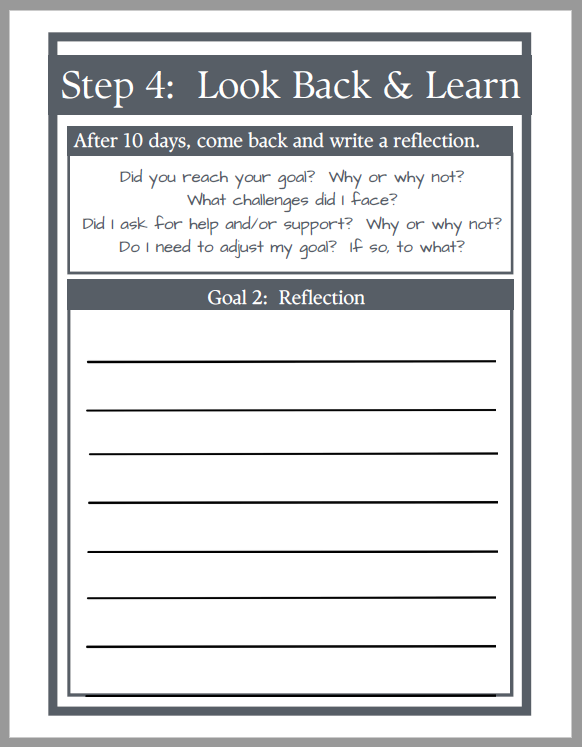 Step 4:  Look Back & Learn
After 10 days, come back and write a reflection.
Did you reach your goal?  Why or why not?
What challenges did I face?
Did I ask for help and/or support?  Why or why not?
Do I need to adjust my goal?  If so, to what?
Goal 2:  Reflection